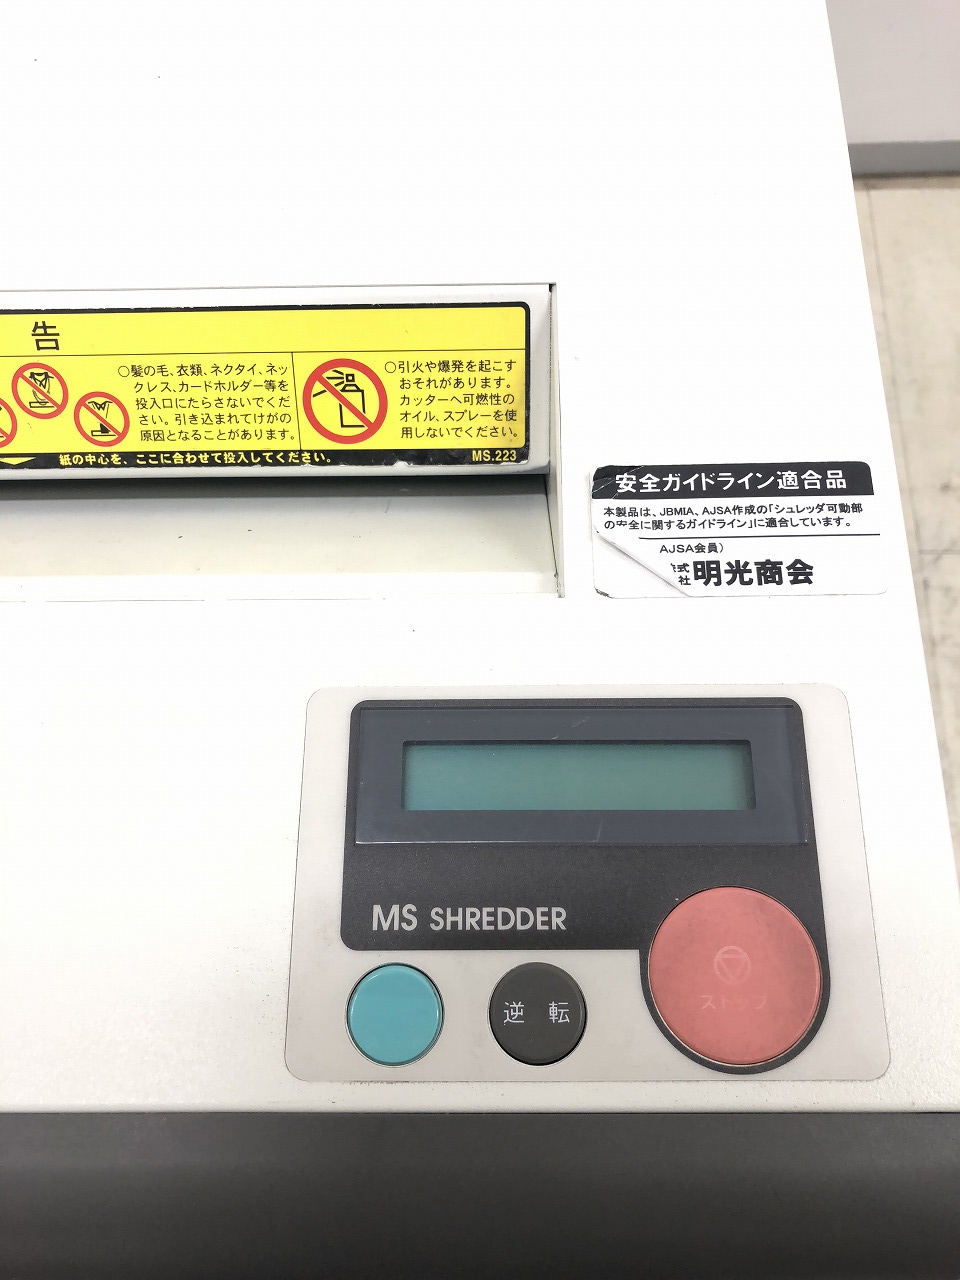 告
○髪の毛、衣類、ネクタイ、ネッ
クレス、カードホルダー等を
投入口にたらさないでくだ
さい。引き込まれてけがの
原因となることがあります。
○引火や爆発を起こす
おそれがあります。
カッターへ可燃性の
オイル、スプレーを使
用しないでください。
紙の中心を、ここに合わせて投入してください。
MS.223
安全ガイドライン適合品
本製品は、JBMIA、AJSA作成の「シュレッダ可動部
の安全に関するガイドライン」に適合しています。
AJSA会員）
式
社
明光商会
MS SHREDDER
逆 転
ストップ